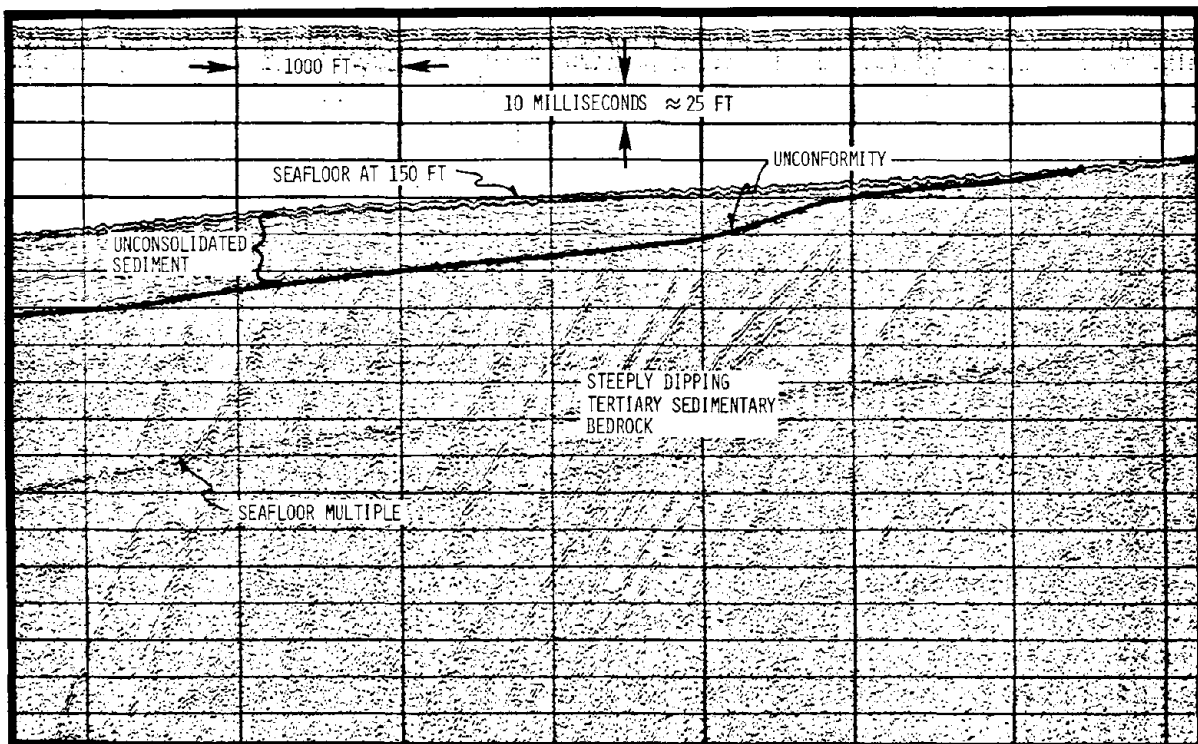 1000 FT
10 MILLISECONDS ≈ 25 FT
UNCONFORMITY
SEAFLOOR AT 150 FT
UNCONSOLIDATED
SEDIMENT
STEEPLY DIPPING
TERTIARY SEDIMENTARY
BEDROCK
SEAFLOOR MULTIPLE